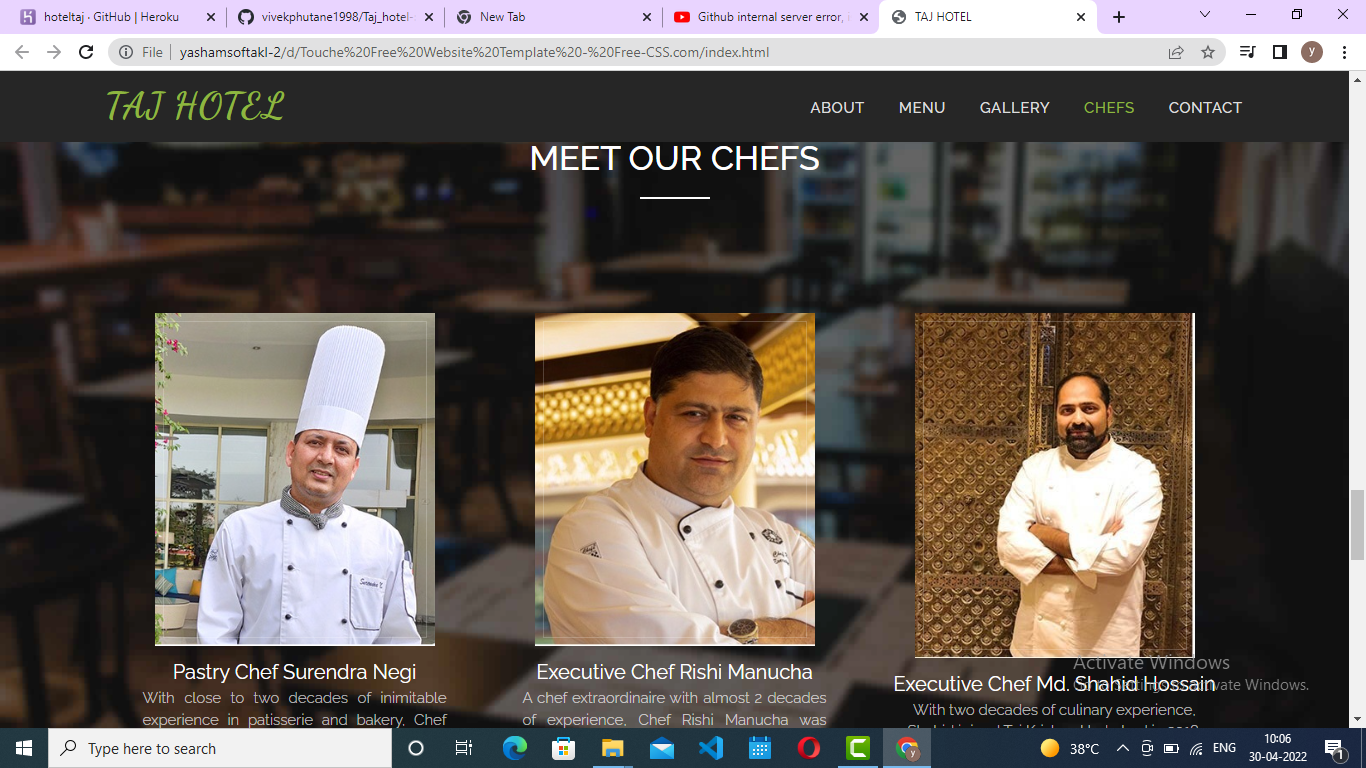 hoteltaj · GitHub | Heroku
vivekphutane1998/Taj_hotel-
New Tab
Github internal server error, i
TAJ HOTEL
File | yashamsoftakl-2/d/Touche%20Free%20Website%20Template%20-%20Free-CSS.com/index.html
y
TAJ HOTEL
ABOUT MENU GALLERY CHEFS CONTACT
MEET OUR CHEFS
Pastry Chef Surendra Negi
With close to two decades of inimitable
experience in patisserie and bakery, Chef
Executive Chef Rishi Manucha
A chef extraordinaire with almost 2 decades
of experience, Chef Rishi Manucha was
Executive Chef Md. Shahid Hossain
With two decades of culinary experience,
Activate Windows
Type here to search
38°C
ENG
10:06
30-04-2022
1